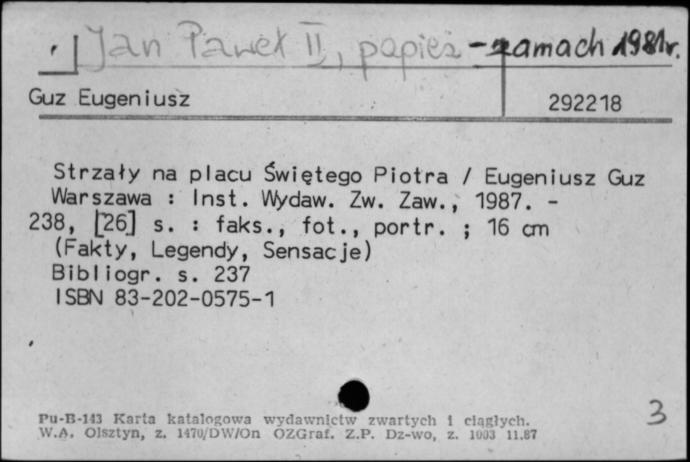 Jan Paweł II, papież - zamach 1981r.
Guz Eugeniusz 292218
Strzały na placu Świętego Piotra / Eugeniusz Guz
Warszawa : Inst. Wydaw. Zw. Zaw., 1987. -
238, [26] s. : faks., fot., portr. ; 16 cm
(Fakty, Legendy, Sensacje)
Bibliogr. s. 237
ISBN 83-202-0575-1
3
Pu-B-143 Karta katalogowa wydawnictw zwartych i ciągłych.
W.A. Olsztyn, z. 1470/DW/On OZGraf. Z.P. Dz-wo, z. 1003 11.87